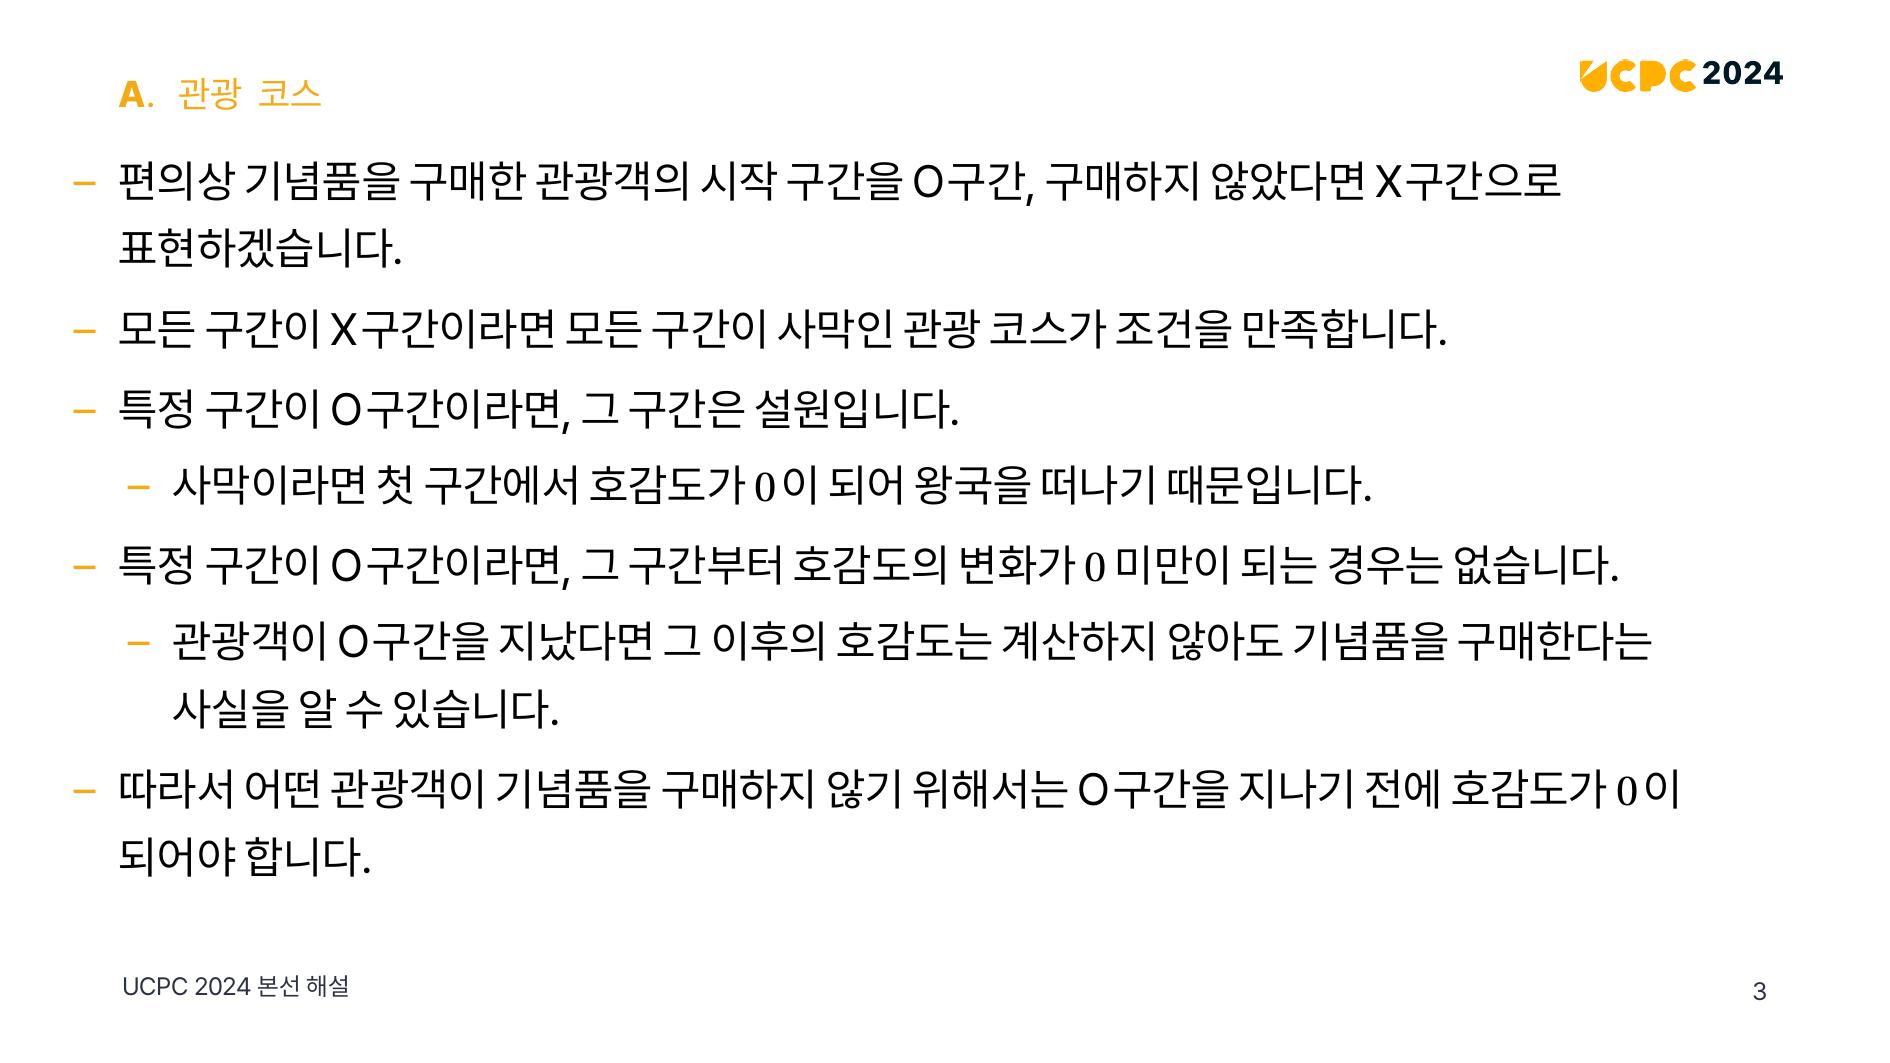 A. 관광 코스
UCPC 2024
– 편의상 기념품을 구매한 관광객의 시작 구간을 O구간, 구매하지 않았다면 X구간으로
표현하겠습니다.
– 모든 구간이 X구간이라면 모든 구간이 사막인 관광 코스가 조건을 만족합니다.
– 특정 구간이 O구간이라면, 그 구간은 설원입니다.
– 사막이라면 첫 구간에서 호감도가 0이 되어 왕국을 떠나기 때문입니다.
– 특정 구간이 O구간이라면, 그 구간부터 호감도의 변화가 0 미만이 되는 경우는 없습니다.
– 관광객이 O구간을 지났다면 그 이후의 호감도는 계산하지 않아도 기념품을 구매한다는
사실을 알 수 있습니다.
– 따라서 어떤 관광객이 기념품을 구매하지 않기 위해서는 O구간을 지나기 전에 호감도가 0이
되어야 합니다.
UCPC 2024 본선 해설
3